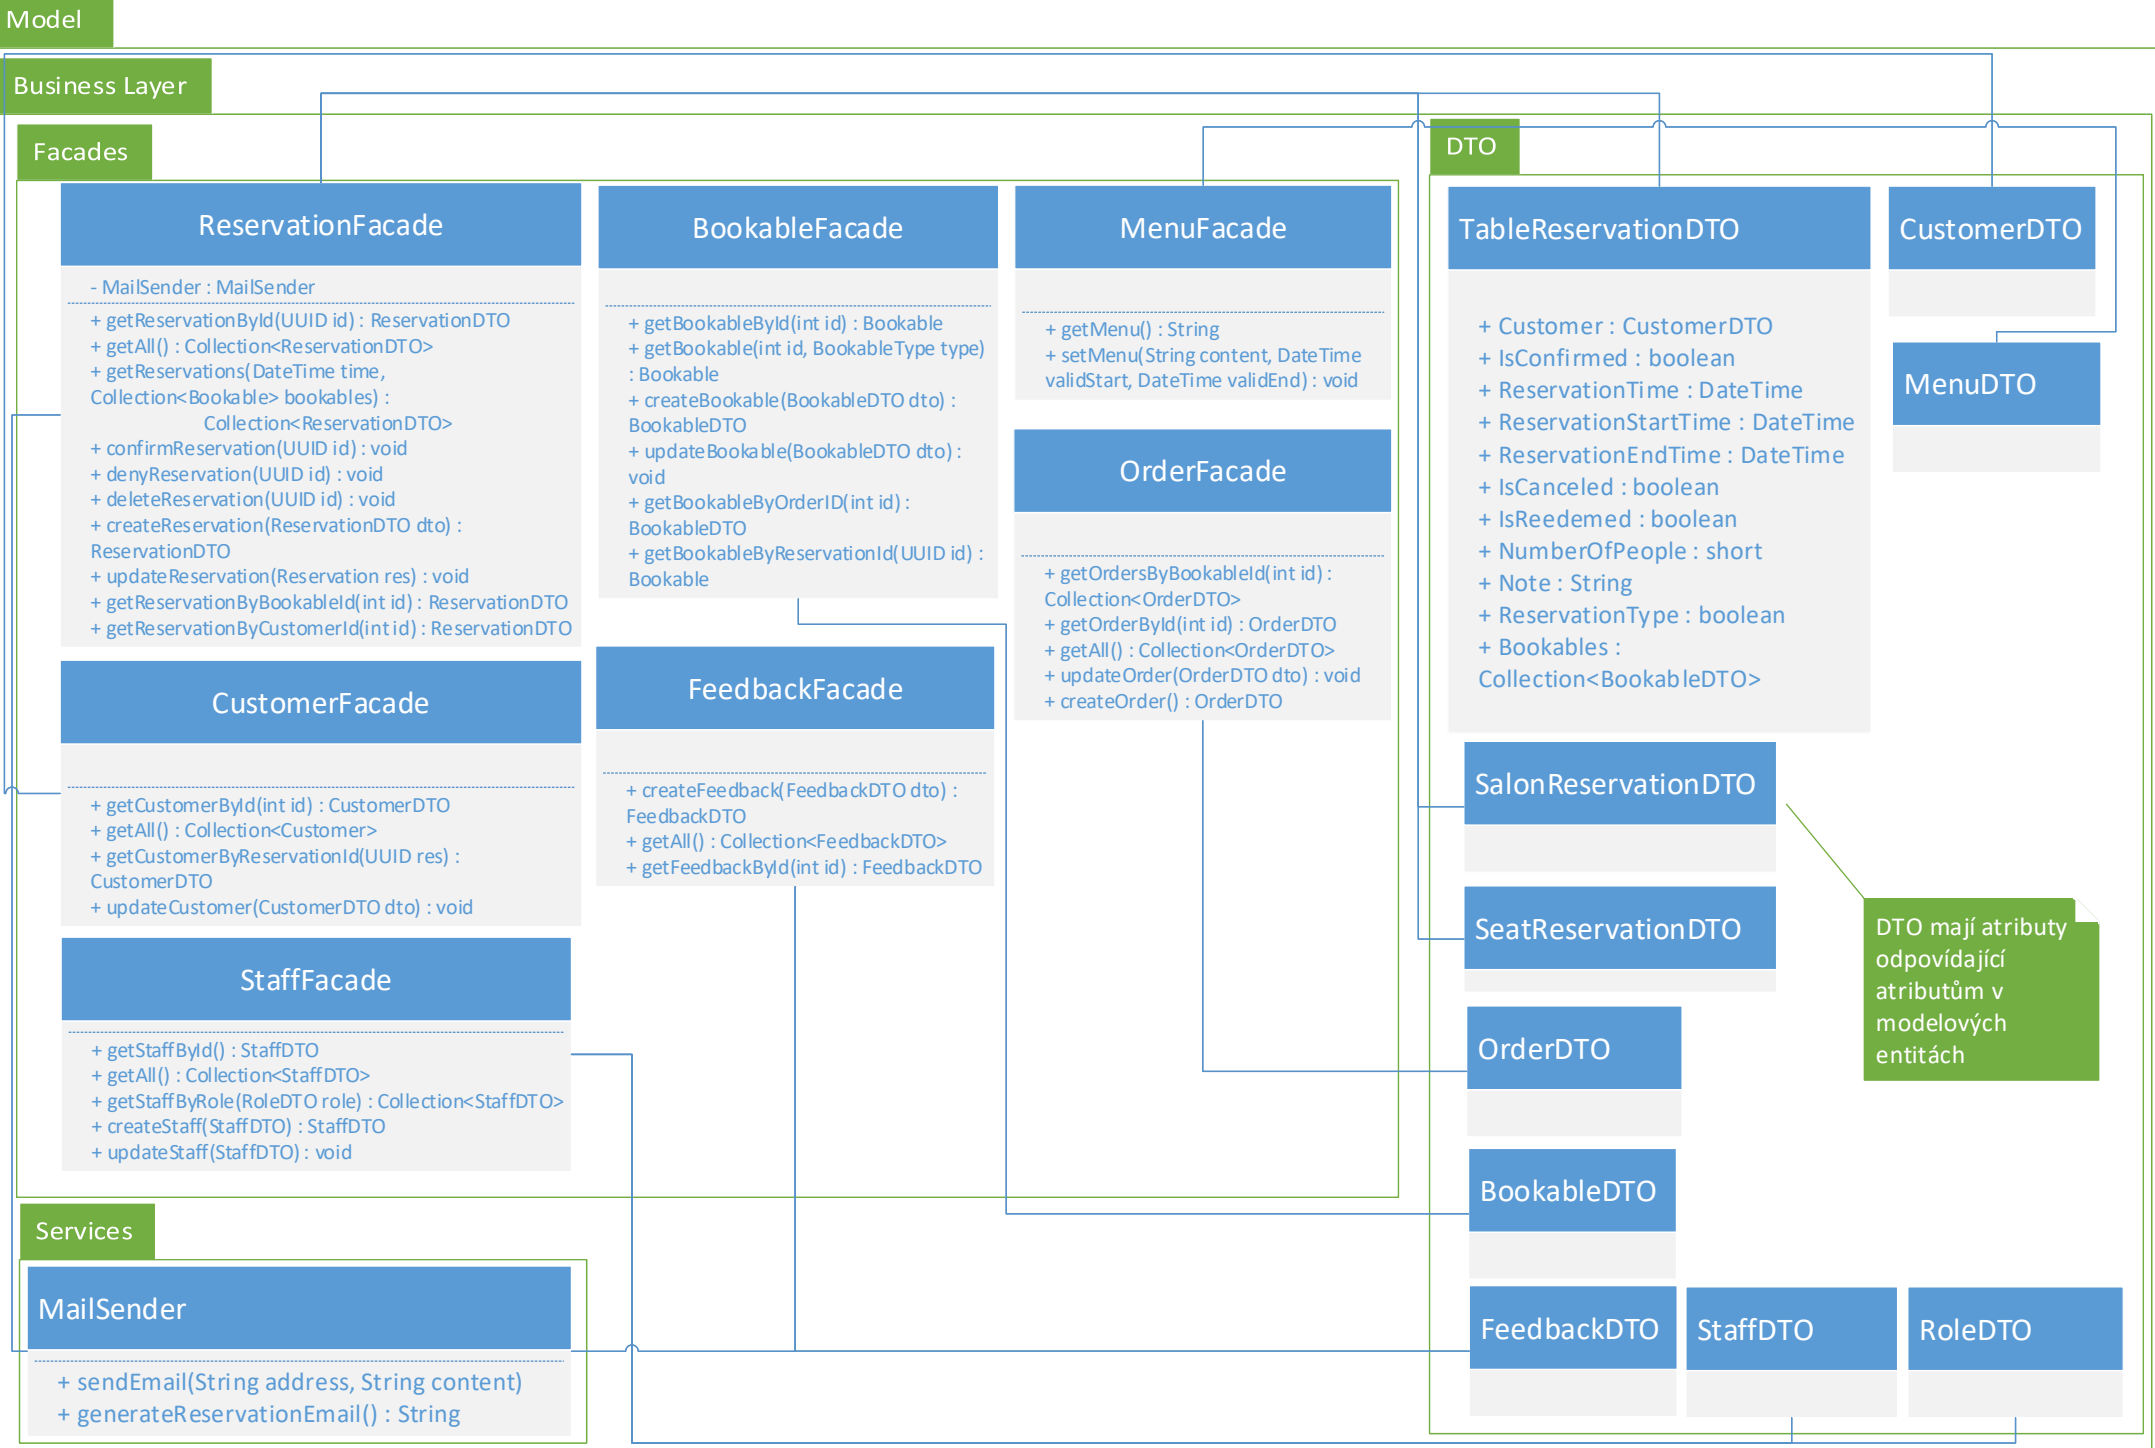 Model
Business Layer
Facades
ReservationFacade
- MailSender : MailSender
+ getReservationById(UUID id) : ReservationDTO
+ getAll() : Collection<ReservationDTO>
+ getReservations(DateTime time,
Collection<Bookable> bookables) :
Collection<ReservationDTO>
+ confirmReservation(UUID id) : void
+ denyReservation(UUID id) : void
+ deleteReservation(UUID id) : void
+ createReservation(ReservationDTO dto) :
ReservationDTO
+ updateReservation(Reservation res) : void
+ getReservationByBookableId(int id) : ReservationDTO
+ getReservationByCustomerId(int id) : ReservationDTO
BookableFacade
+ getBookableById(int id) : Bookable
+ getBookable(int id, BookableType type)
: Bookable
+ createBookable(BookableDTO dto) :
BookableDTO
+ updateBookable(BookableDTO dto) :
void
+ getBookableByOrderID(int id) :
BookableDTO
+ getBookableByReservationId(UUID id) :
Bookable
MenuFacade
+ getMenu() : String
+ setMenu(String content, DateTime
validStart, DateTime validEnd) : void
OrderFacade
+ getOrdersByBookableId(int id) :
Collection<OrderDTO>
+ getOrderById(int id) : OrderDTO
+ getAll() : Collection<OrderDTO>
+ updateOrder(OrderDTO dto) : void
+ createOrder() : OrderDTO
CustomerFacade
+ getCustomerById(int id) : CustomerDTO
+ getAll() : Collection<Customer>
+ getCustomerByReservationId(UUID res) :
CustomerDTO
+ updateCustomer(CustomerDTO dto) : void
FeedbackFacade
+ createFeedback(FeedbackDTO dto) :
FeedbackDTO
+ getAll() : Collection<FeedbackDTO>
+ getFeedbackById(int id) : FeedbackDTO
StaffFacade
+ getStaffById() : StaffDTO
+ getAll() : Collection<StaffDTO>
+ getStaffByRole(RoleDTO role) : Collection<StaffDTO>
+ createStaff(StaffDTO) : StaffDTO
+ updateStaff(StaffDTO) : void
Services
MailSender
+ sendEmail(String address, String content)
+ generateReservationEmail() : String
DTO
TableReservationDTO
+ Customer : CustomerDTO
+ IsConfirmed : boolean
+ ReservationTime : DateTime
+ ReservationStartTime : DateTime
+ ReservationEndTime : DateTime
+ IsCanceled : boolean
+ IsReedemed : boolean
+ NumberOfPeople : short
+ Note : String
+ ReservationType : boolean
+ Bookables :
Collection<BookableDTO>
CustomerDTO
MenuDTO
SalonReservationDTO
SeatReservationDTO
DTO mají atributy
odpovídající
atributům v
modelových
entitách
OrderDTO
BookableDTO
FeedbackDTO
StaffDTO
RoleDTO